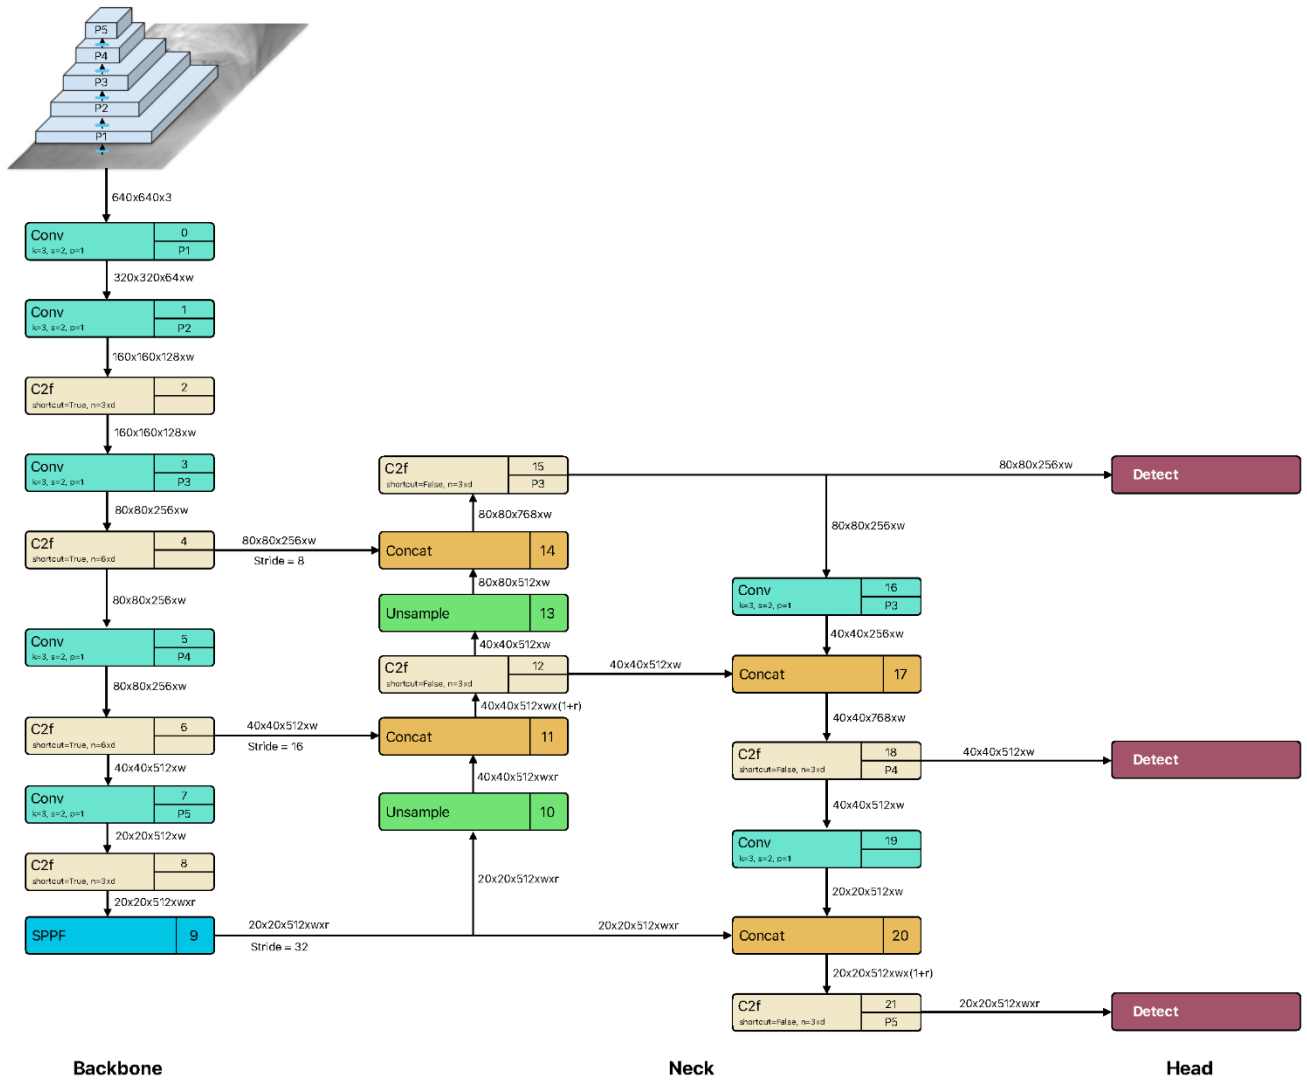 P5
P4
P3
P2
P1
640x640x3
Conv
k=3, s=2, p=1
0
P1
320x320x64xw
Conv
k=3, s=2, p=1
1
P2
160x160x128xw
C2f
shortcut=True, n=3xd
2
160x160x128xw
Conv
k=3, s=2, p=1
3
P3
80x80x256xw
C2f
shortcut=True, n=6xd
4
80x80x256xw
Stride = 8
80x80x256xw
Conv
k=3, s=2, p=1
5
P4
80x80x256xw
C2f
shortcut=True, n=6xd
6
40x40x512xw
Stride = 16
40x40x512xw
Conv
k=3, s=2, p=1
7
P5
20x20x512xw
C2f
shortcut=True, n=3xd
8
20x20x512xwxr
SPPF
9
20x20x512xwxr
Stride = 32
20x20x512xwxr
C2f
shortcut=False, n=3xd
15
P3
80x80x768xw
Concat
14
80x80x512xw
Unsample
13
40x40x512xw
C2f
shortcut=False, n=3xd
12
40x40x512xw
40x40x512xwx(1+r)
Concat
11
40x40x512xwxr
Unsample
10
20x20x512xwxr
80x80x256xw
Detect
80x80x256xw
Conv
k=3, s=2, p=1
16
P3
40x40x256xw
Concat
17
40x40x768xw
C2f
shortcut=False, n=3xd
18
P4
40x40x512xw
Detect
40x40x512xw
Conv
k=3, s=2, p=1
19
20x20x512xw
Concat
20
20x20x512xwx(1+r)
C2f
shortcut=False, n=3xd
21
P5
20x20x512xwxr
Detect
Backbone
Neck
Head